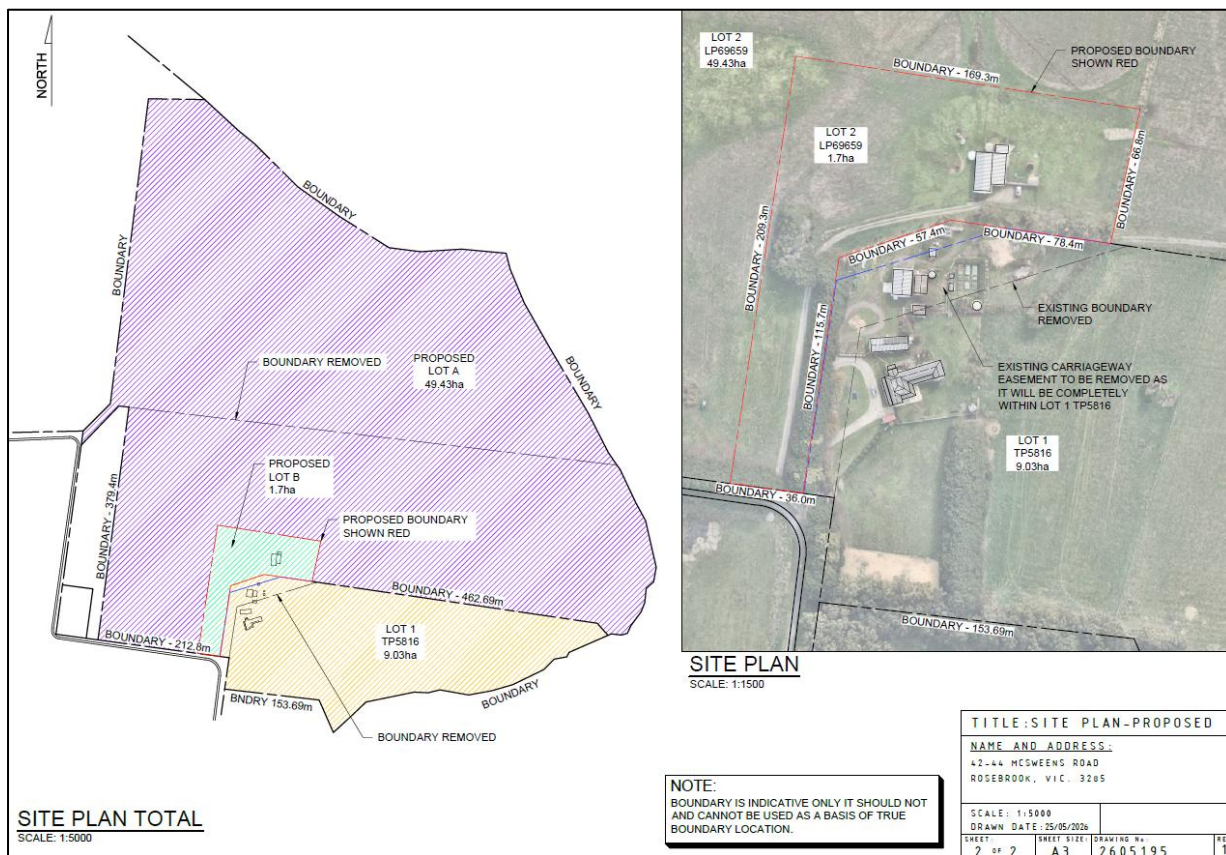 NORTH
BOUNDARY
BOUNDARY
BOUNDARY
BOUNDARY REMOVED
PROPOSED
LOT A
49.43ha
PROPOSED
LOT B
1.7ha
PROPOSED BOUNDARY
SHOWN RED
BOUNDARY - 379.4m
BOUNDARY - 462.69m
BOUNDARY - 212.8m
LOT 1
TP5816
9.03ha
BNDRY 153.69m
BOUNDARY
BOUNDARY REMOVED
SITE PLAN TOTAL
SCALE: 1:5000
LOT 2
LP69659
49.43ha
BOUNDARY - 169.3m
PROPOSED BOUNDARY
SHOWN RED
LOT 2
LP69659
1.7ha
BOUNDARY - 66.8m
BOUNDARY - 209.3m
BOUNDARY - 57.4m
BOUNDARY - 78.4m
BOUNDARY - 115.7m
EXISTING BOUNDARY
REMOVED
EXISTING CARRIAGEWAY
EASEMENT TO BE REMOVED AS
IT WILL BE COMPLETELY
WITHIN LOT 1 TP5816
LOT 1
TP5816
9.03ha
BOUNDARY - 36.0m
BOUNDARY - 153.69m
SITE PLAN
SCALE: 1:1500
NOTE:
BOUNDARY IS INDICATIVE ONLY IT SHOULD NOT
AND CANNOT BE USED AS A BASIS OF TRUE
BOUNDARY LOCATION.
TITLE:SITE PLAN-PROPOSED
NAME AND ADDRESS:
42-44 MCSWEENS ROAD
ROSEBROOK, VIC. 3285
SCALE: 1:5000
DRAWN DATE: 25/05/2026
SHEET: 2 OF 2
SHEET SIZE: A3
DRAWING No: 2605195
RE
1